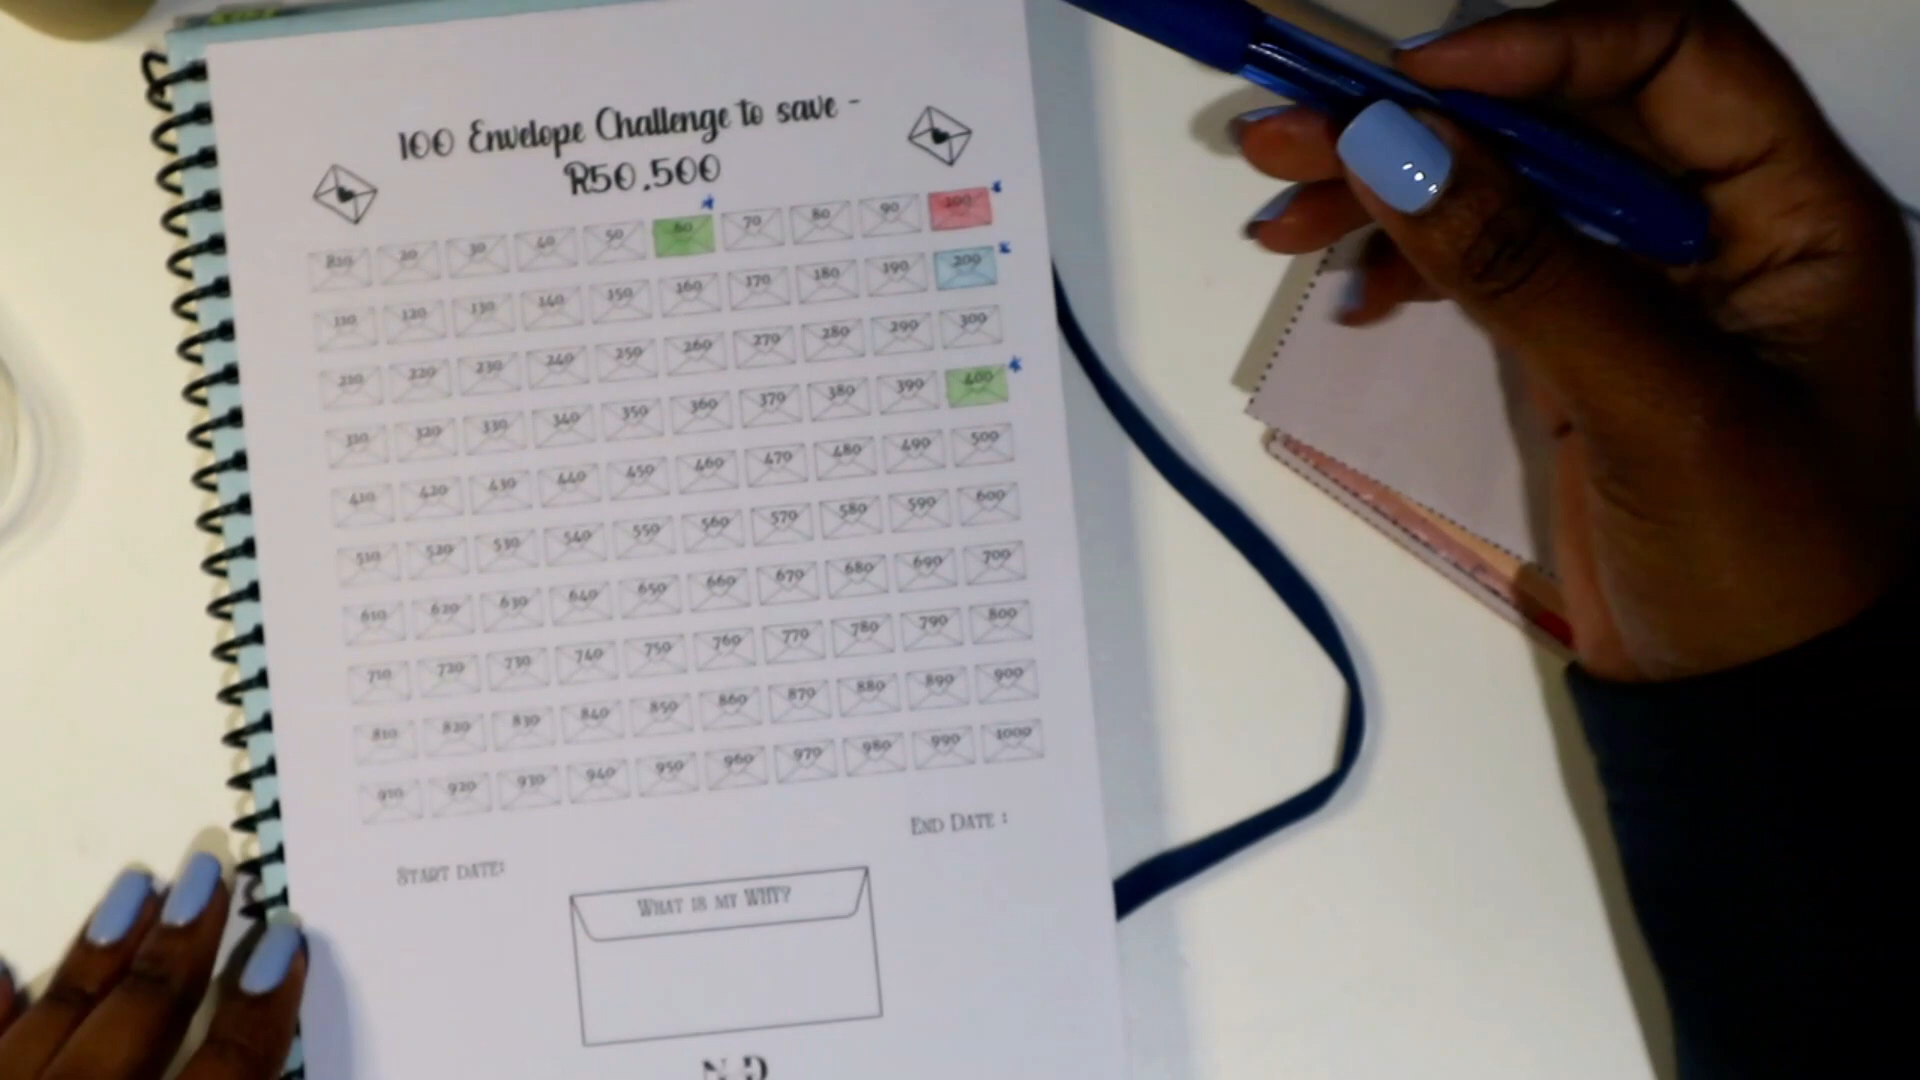 100 Envelope Challenge to save -
R50.500
R10 20 30 40 50 60 70 80 90 100
110 120 130 140 150 160 170 180 190 200
210 220 230 240 250 260 270 280 290 300
310 320 330 340 350 360 370 380 390 400
410 420 430 440 450 460 470 480 490 500
510 520 530 540 550 560 570 580 590 600
610 620 630 640 650 660 670 680 690 700
710 720 730 740 750 760 770 780 790 800
810 820 830 840 850 860 870 880 890 900
910 920 930 940 950 960 970 980 990 1000
END DATE :
START DATE:
WHAT IS MY WHY?